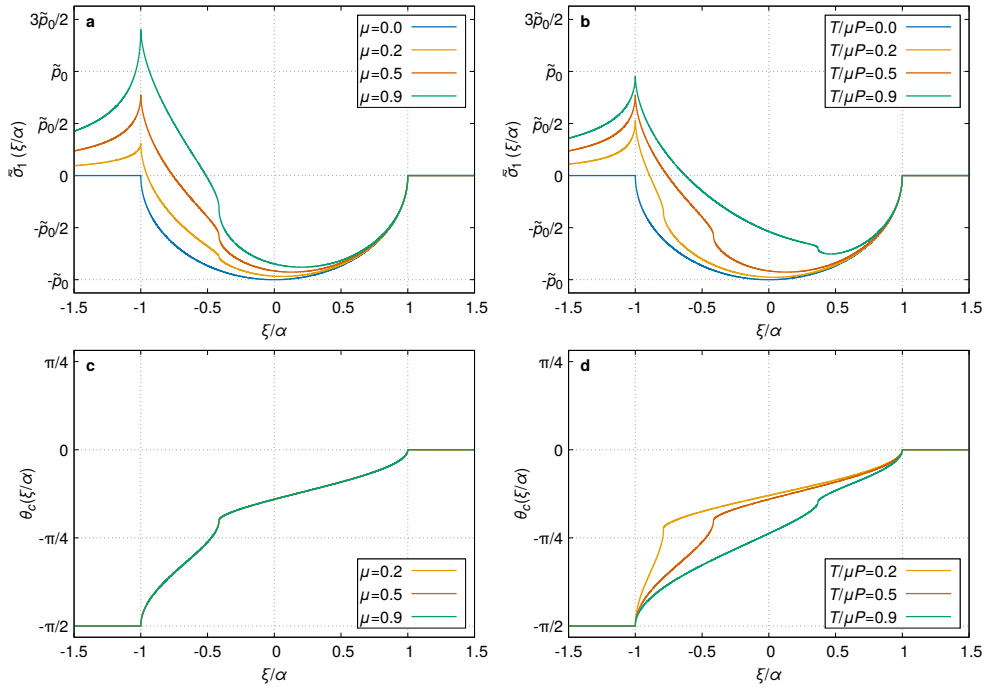 a
3p̃₀/2
p̃₀
p̃₀/2
0
-p̃₀/2
-p̃₀
σ̃₁ (ξ/α)
μ=0.0
μ=0.2
μ=0.5
μ=0.9
-1.5 -1 -0.5 0 0.5 1 1.5
ξ/α
b
3p̃₀/2
p̃₀
p̃₀/2
0
-p̃₀/2
-p̃₀
σ̃₁ (ξ/α)
T/μP=0.0
T/μP=0.2
T/μP=0.5
T/μP=0.9
-1.5 -1 -0.5 0 0.5 1 1.5
ξ/α
c
π/4
0
-π/4
-π/2
θc(ξ/α)
μ=0.2
μ=0.5
μ=0.9
-1.5 -1 -0.5 0 0.5 1 1.5
ξ/α
d
π/4
0
-π/4
-π/2
θc(ξ/α)
T/μP=0.2
T/μP=0.5
T/μP=0.9
-1.5 -1 -0.5 0 0.5 1 1.5
ξ/α